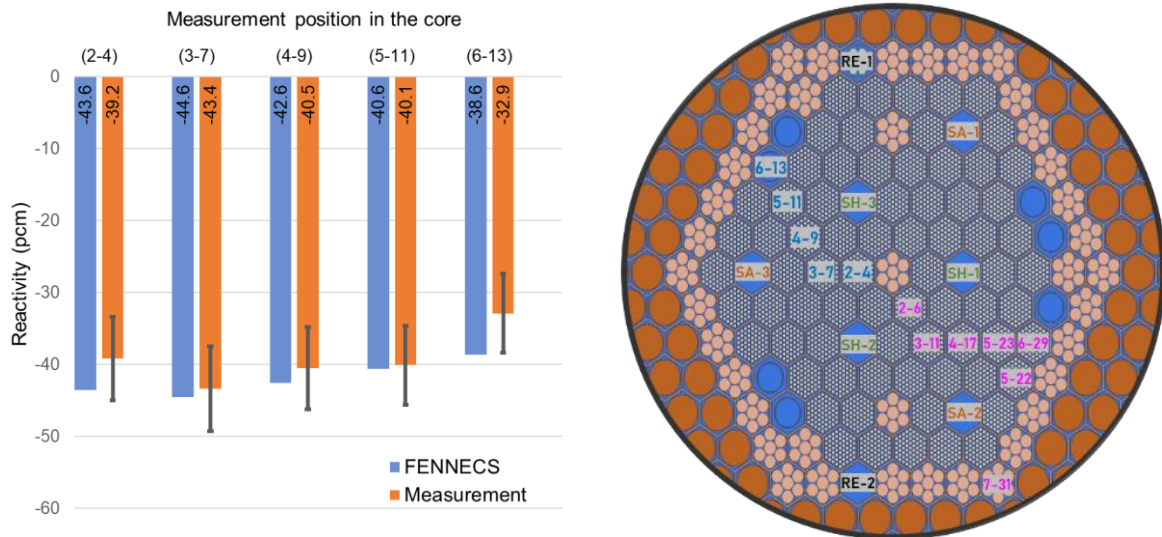 Measurement position in the core
(2-4) (3-7) (4-9) (5-11) (6-13)
0
-10
-20
-30
-40
-50
-60
Reactivity (pcm)
-43.6 -39.2 -44.6 -43.4 -42.6 -40.5 -40.6 -40.1 -38.6 -32.9
FENNECS
Measurement
RE-1
SA-1
6-13
5-11 SH-3
4-9
SA-3 3-7 2-4 SH-1
2-6
SH-2 3-11 4-17 5-23 6-29
5-22
SA-2
RE-2 7-31